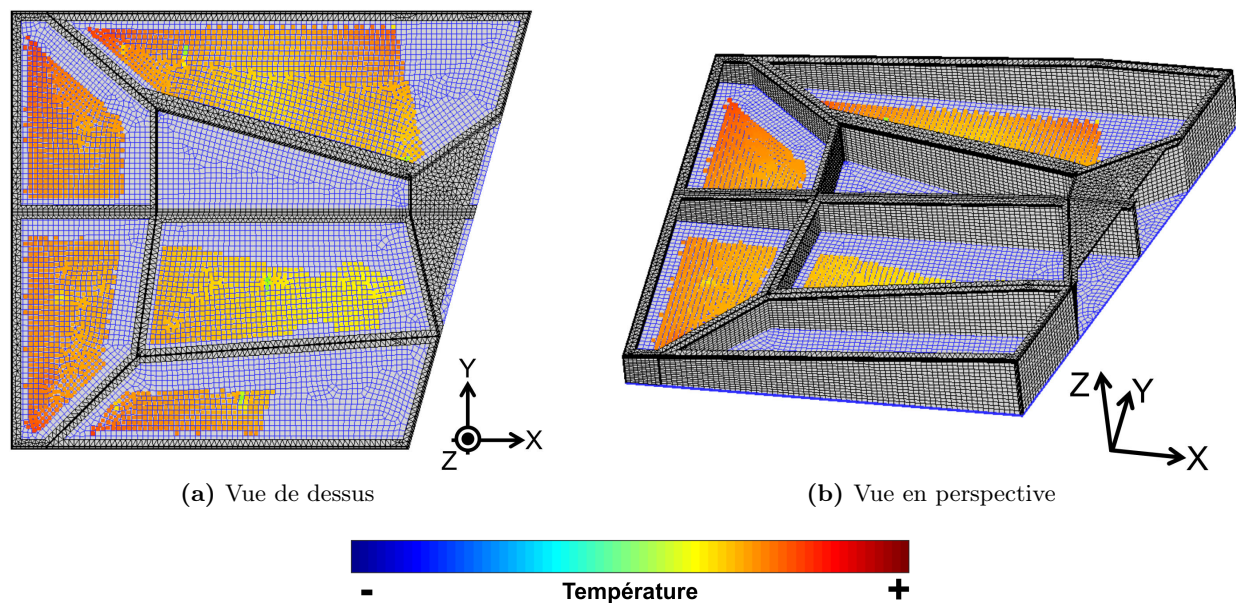 Y
Z
X
Z
Y
X
(a) Vue de dessus
(b) Vue en perspective
- Température +